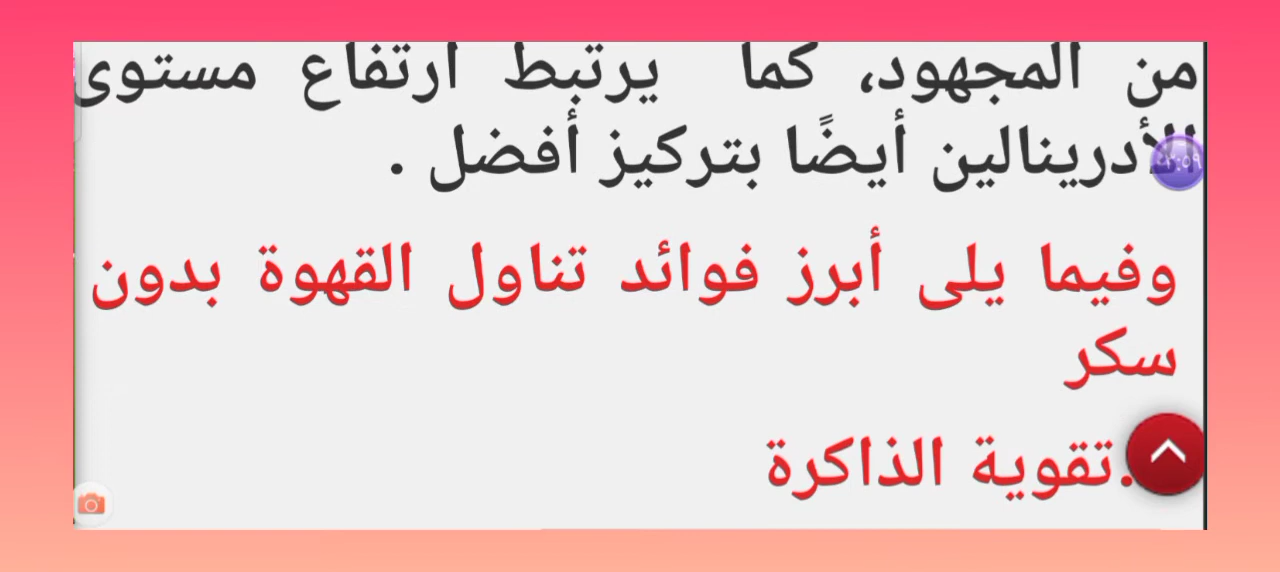 من المجهود، كما يرتبط ارتفاع مستوى
الأدرينالين أيضًا بتركيز أفضل .
وفيما يلى أبرز فوائد تناول القهوة بدون
سكر
.تقوية الذاكرة